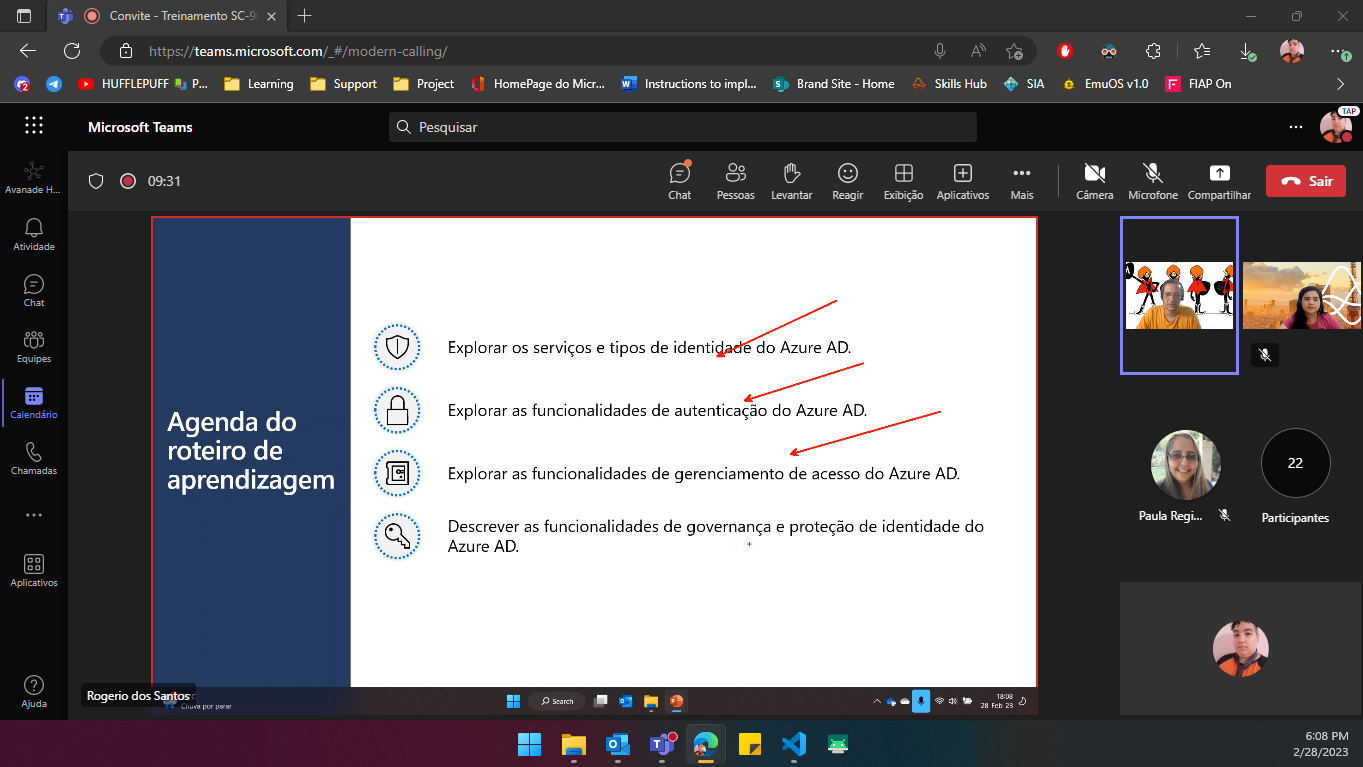 Convite - Treinamento SC-9
https://teams.microsoft.com/_#/modern-calling/
HUFFLEPUFF
P...
Learning
Support
Project
HomePage do Micr...
Instructions to impl...
Brand Site - Home
Skills Hub
SIA
EmuOS v1.0
FIAP On
Microsoft Teams
Pesquisar
TAP
Avanade H...
Atividade
Chat
Equipes
Calendário
Chamadas
Aplicativos
Ajuda
09:31
Chat
Pessoas
Levantar
Reagir
Exibição
Aplicativos
Mais
Câmera
Microfone
Compartilhar
Sair
Agenda do
roteiro de
aprendizagem
Explorar os serviços e tipos de identidade do Azure AD.
Explorar as funcionalidades de autenticação do Azure AD.
Explorar as funcionalidades de gerenciamento de acesso do Azure AD.
Descrever as funcionalidades de governança e proteção de identidade do
Azure AD.
Paula Regi...
22
Participantes
Rogerio dos Santos
Chuva por parar
Search
18:08
28 Feb 23
6:08 PM
2/28/2023